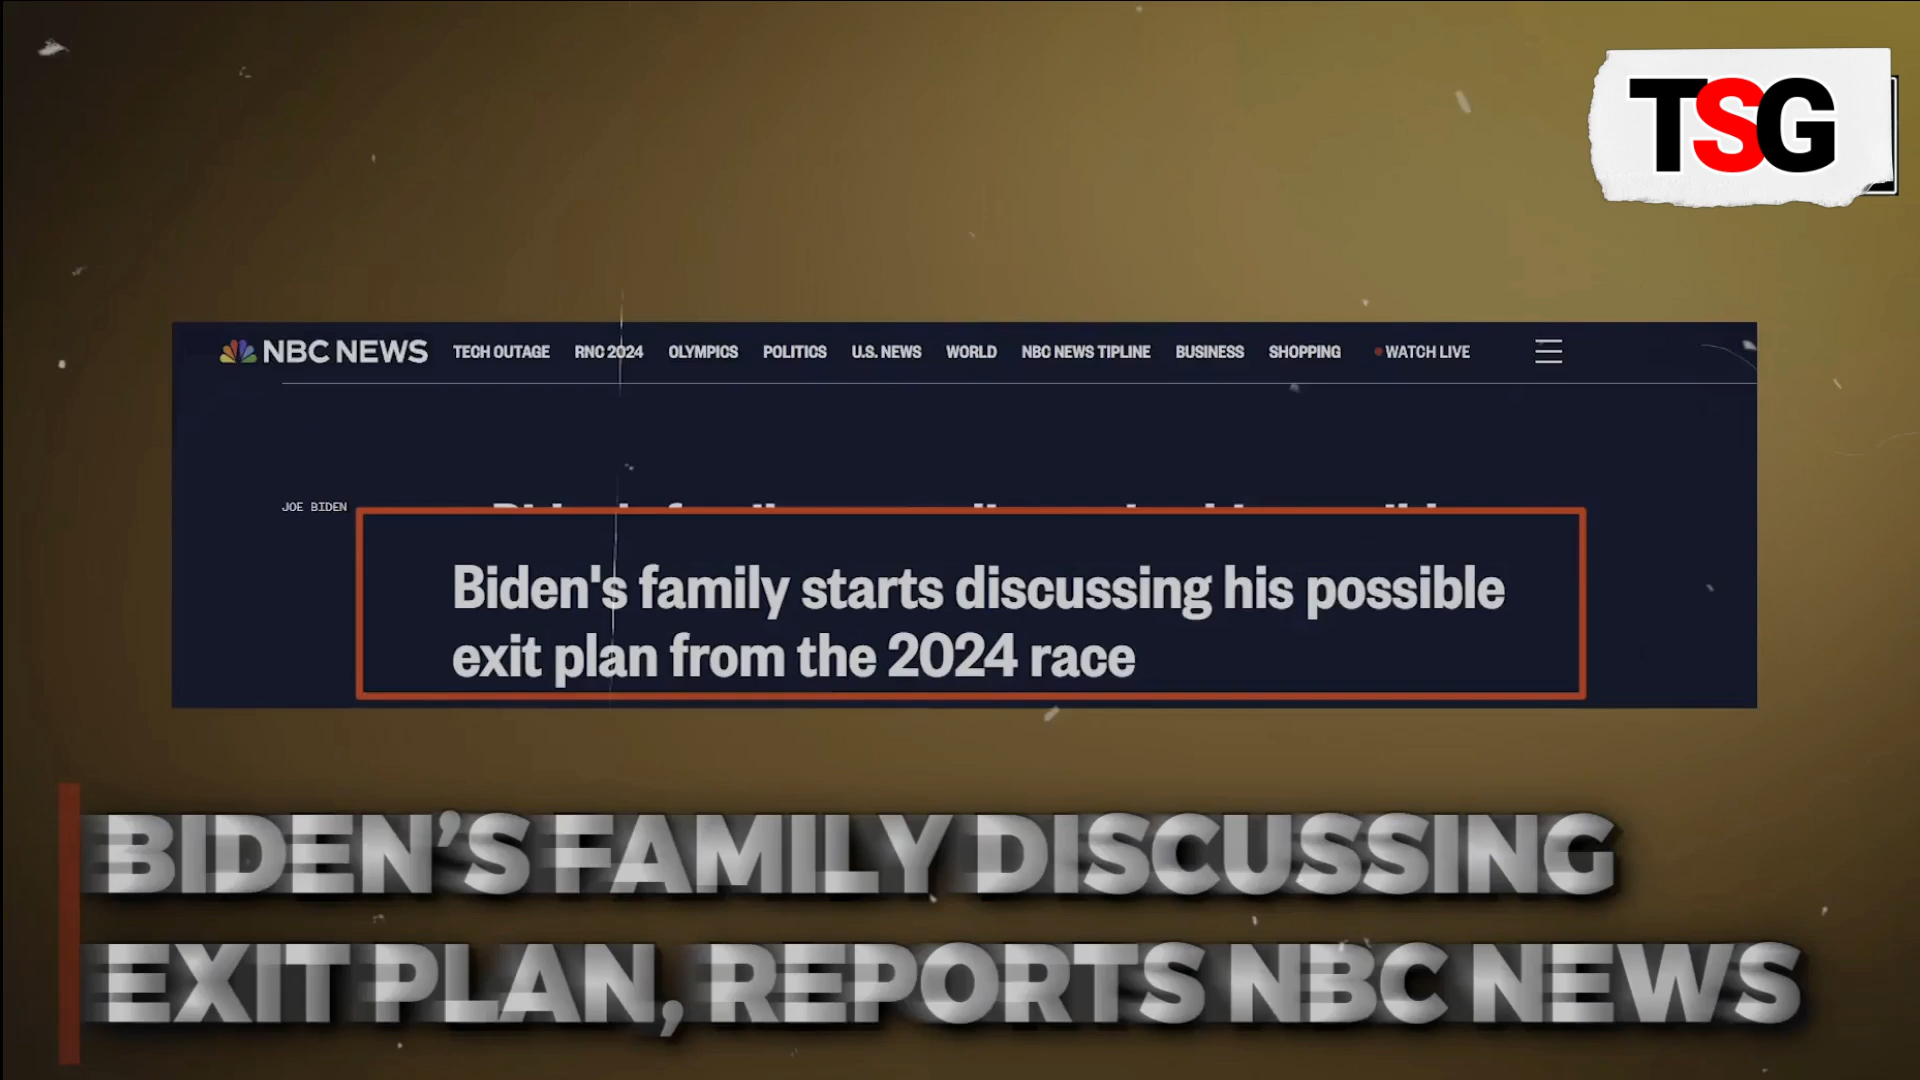 TSG
NBC NEWS TECH OUTAGE RNC 2024 OLYMPICS POLITICS U.S. NEWS WORLD NBC NEWS TIPLINE BUSINESS SHOPPING WATCH LIVE
JOE BIDEN
Biden's family starts discussing his possible
exit plan from the 2024 race
BIDEN’S FAMILY DISCUSSING
EXIT PLAN, REPORTS NBC NEWS